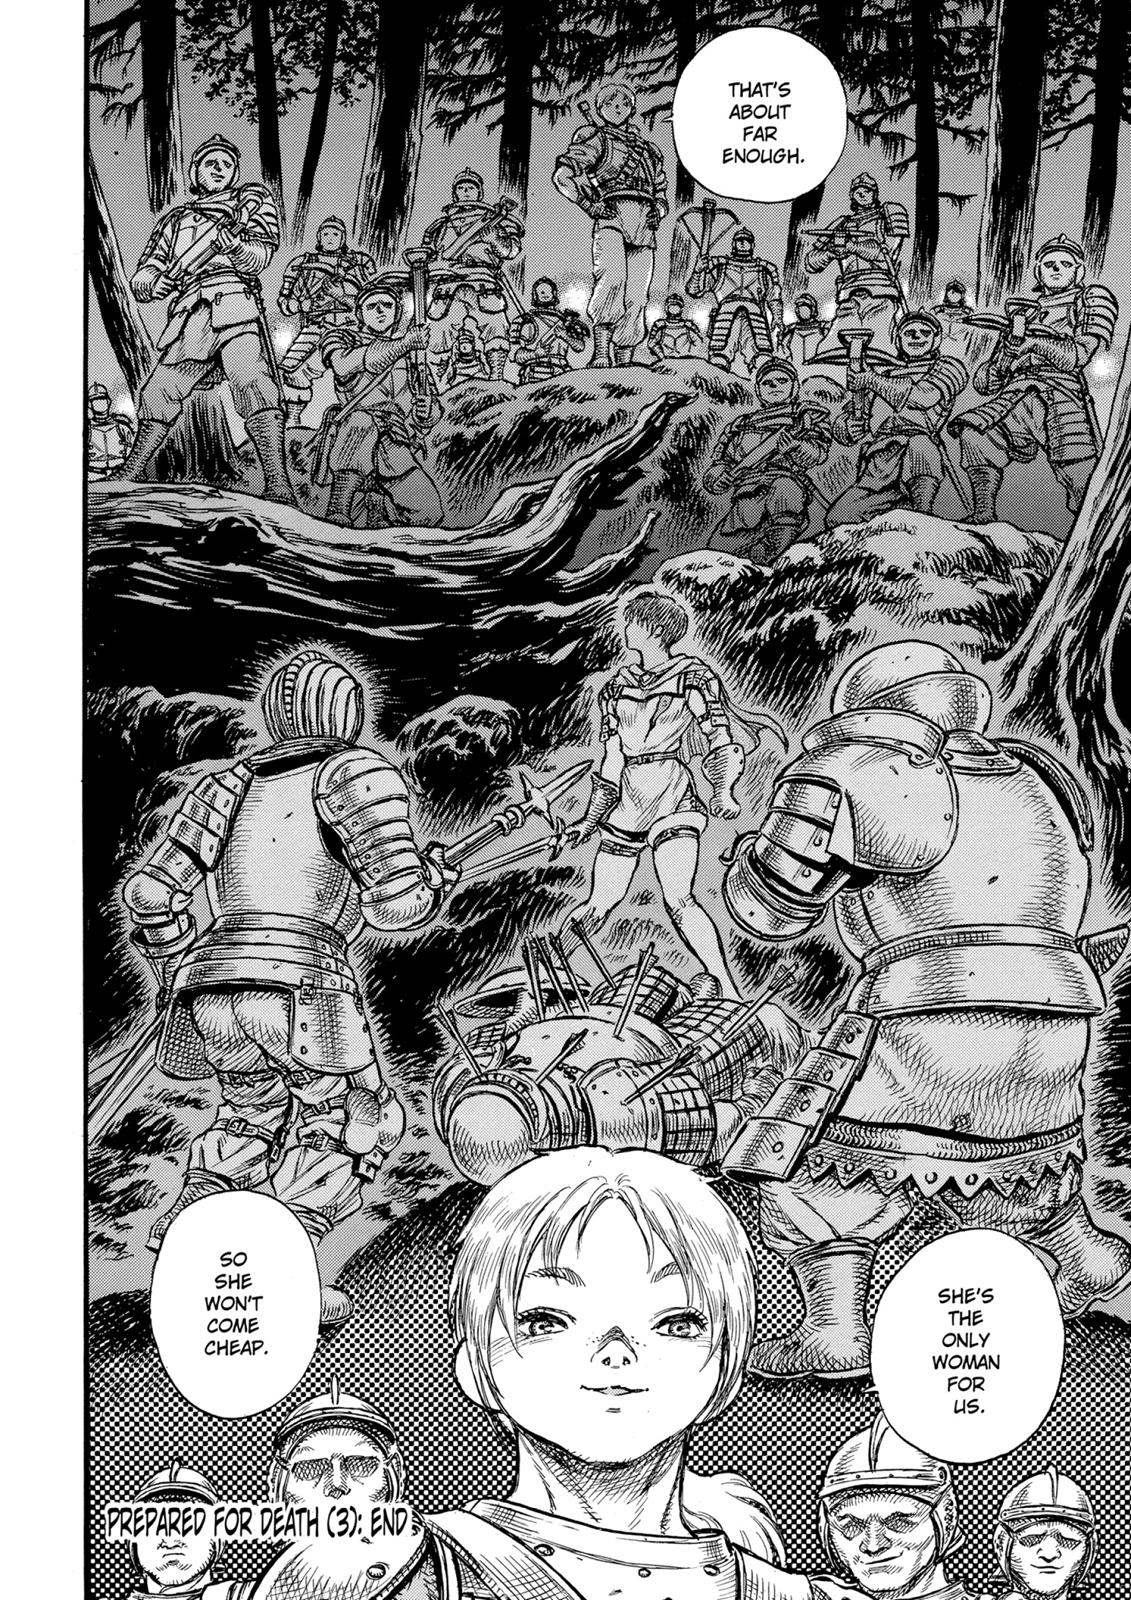 THAT'S
ABOUT
FAR
ENOUGH.
SHE'S
THE
ONLY
WOMAN
FOR
US.
SO
SHE
WON'T
COME
CHEAP.
PREPARED FOR DEATH (3): END